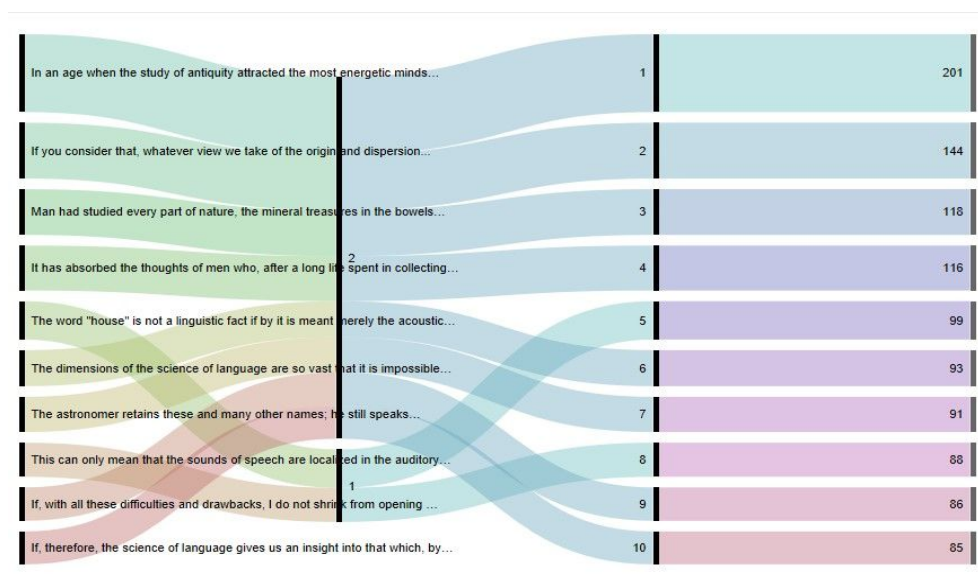 In an age when the study of antiquity attracted the most energetic minds… 1 201
If you consider that, whatever view we take of the origin and dispersion… 2 144
Man had studied every part of nature, the mineral treasures in the bowels… 3 118
2
It has absorbed the thoughts of men who, after a long life spent in collecting… 4 116
The word "house" is not a linguistic fact if by it is meant merely the acoustic… 5 99
The dimensions of the science of language are so vast that it is impossible… 6 93
The astronomer retains these and many other names; he still speaks… 7 91
This can only mean that the sounds of speech are localized in the auditory… 8 88
1
If, with all these difficulties and drawbacks, I do not shrink from opening … 9 86
If, therefore, the science of language gives us an insight into that which, by… 10 85